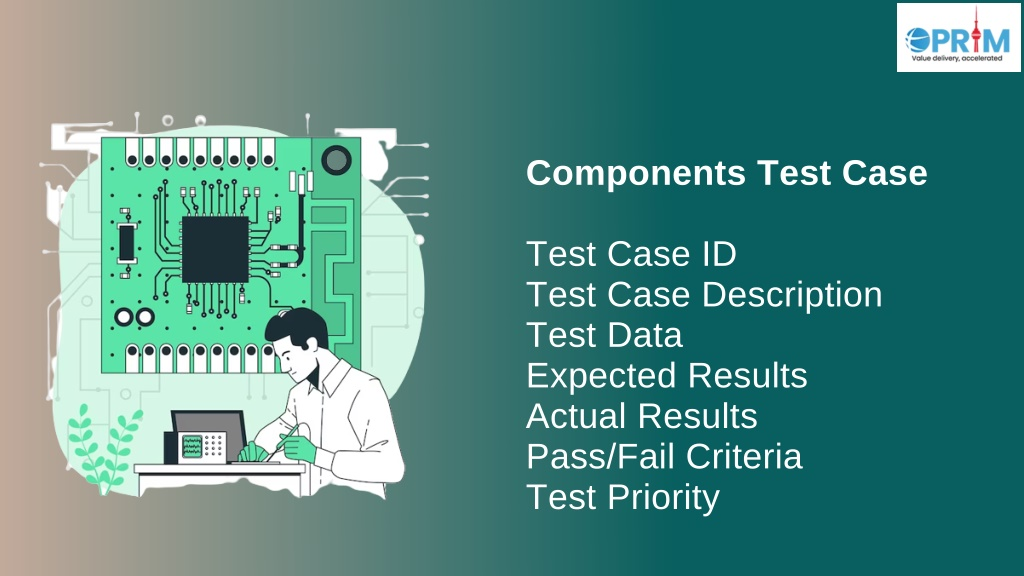 OPRIM
Value delivery, accelerated
Components Test Case
Test Case ID
Test Case Description
Test Data
Expected Results
Actual Results
Pass/Fail Criteria
Test Priority